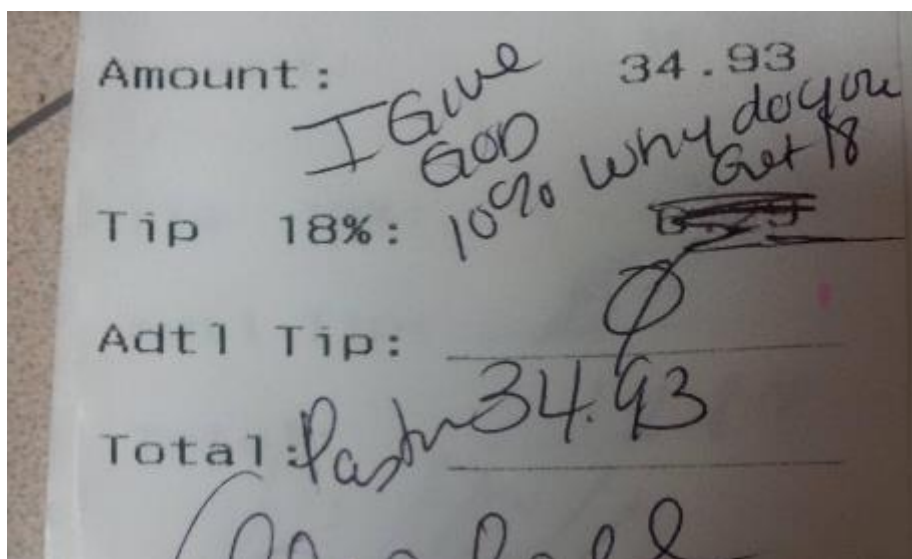 Amount: 34.93
I Give
GOD
10% Why do you
Get 18
Tip 18%:
Adtl Tip: 0
Total: Pastor 34.93